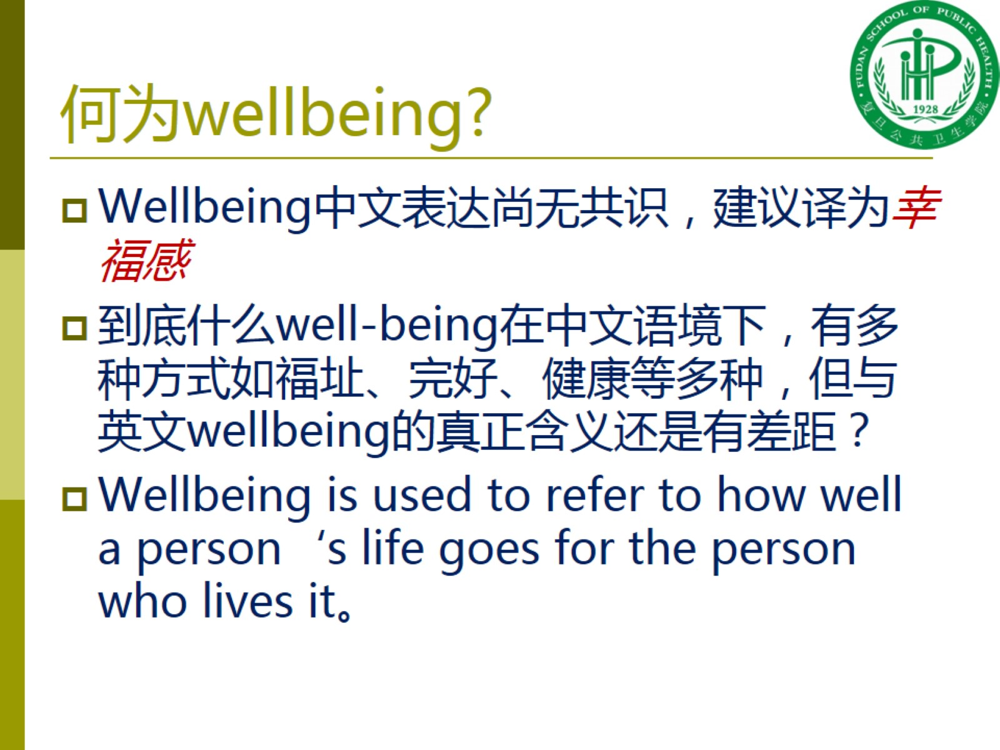 FUDAN SCHOOL OF PUBLIC HEALTH
1928
复旦公共卫生学院
何为wellbeing?
Wellbeing中文表达尚无共识，建议译为幸
福感
到底什么well-being在中文语境下，有多
种方式如福址、完好、健康等多种，但与
英文wellbeing的真正含义还是有差距？
Wellbeing is used to refer to how well
a person ‘s life goes for the person
who lives it。